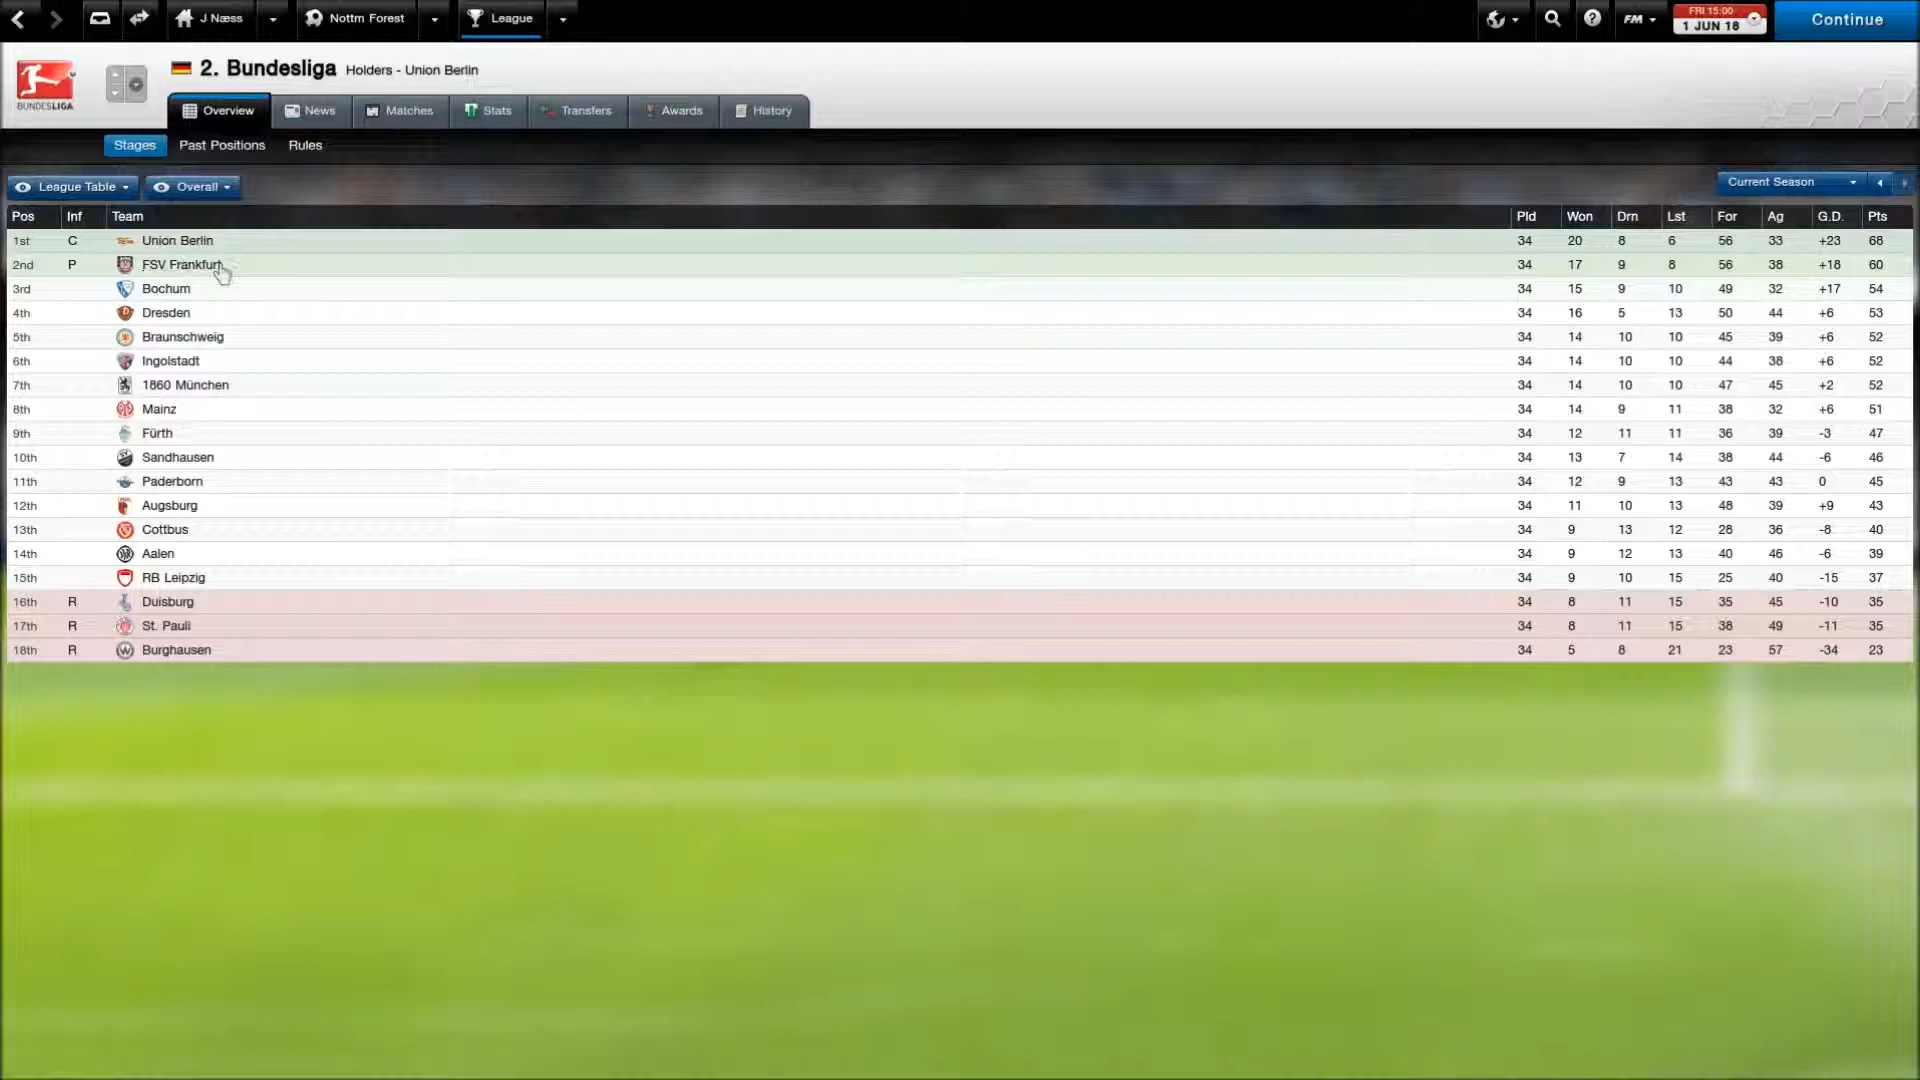 J Næss Nottm Forest League FM FRI 15:00 1 JUN 18 Continue
BUNDESLIGA 2. Bundesliga Holders - Union Berlin
Overview News Matches Stats Transfers Awards History
Stages Past Positions Rules
League Table Overall Current Season
Pos Inf Team Pld Won Drn Lst For Ag G.D. Pts
1st C Union Berlin 34 20 8 6 56 33 +23 68
2nd P FSV Frankfurt 34 17 9 8 56 38 +18 60
3rd Bochum 34 15 9 10 49 32 +17 54
4th Dresden 34 16 5 13 50 44 +6 53
5th Braunschweig 34 14 10 10 45 39 +6 52
6th Ingolstadt 34 14 10 10 44 38 +6 52
7th 1860 München 34 14 10 10 47 45 +2 52
8th Mainz 34 14 9 11 38 32 +6 51
9th Fürth 34 12 11 11 36 39 -3 47
10th Sandhausen 34 13 7 14 38 44 -6 46
11th Paderborn 34 12 9 13 43 43 0 45
12th Augsburg 34 11 10 13 48 39 +9 43
13th Cottbus 34 9 13 12 28 36 -8 40
14th Aalen 34 9 12 13 40 46 -6 39
15th RB Leipzig 34 9 10 15 25 40 -15 37
16th R Duisburg 34 8 11 15 35 45 -10 35
17th R St. Pauli 34 8 11 15 38 49 -11 35
18th R Burghausen 34 5 8 21 23 57 -34 23